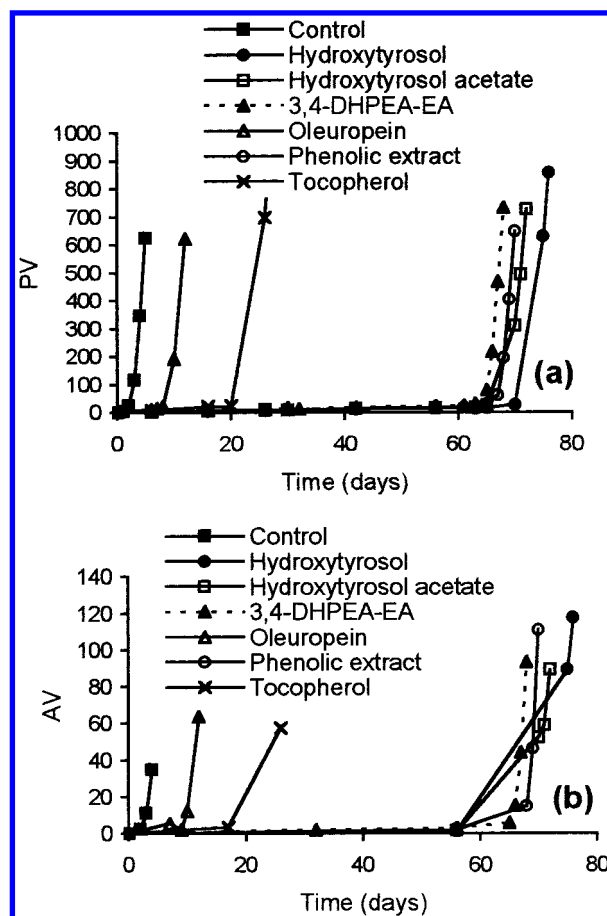 Control
Hydroxytyrosol
Hydroxytyrosol acetate
3,4-DHPEA-EA
Oleuropein
Phenolic extract
Tocopherol
1000
900
800
700
600
500
400
300
200
100
0
PV
(a)
0 20 40 60 80
Time (days)
Control
Hydroxytyrosol
Hydroxytyrosol acetate
3,4-DHPEA-EA
Oleuropein
Phenolic extract
Tocopherol
140
120
100
80
60
40
20
0
AV
(b)
0 20 40 60 80
Time (days)